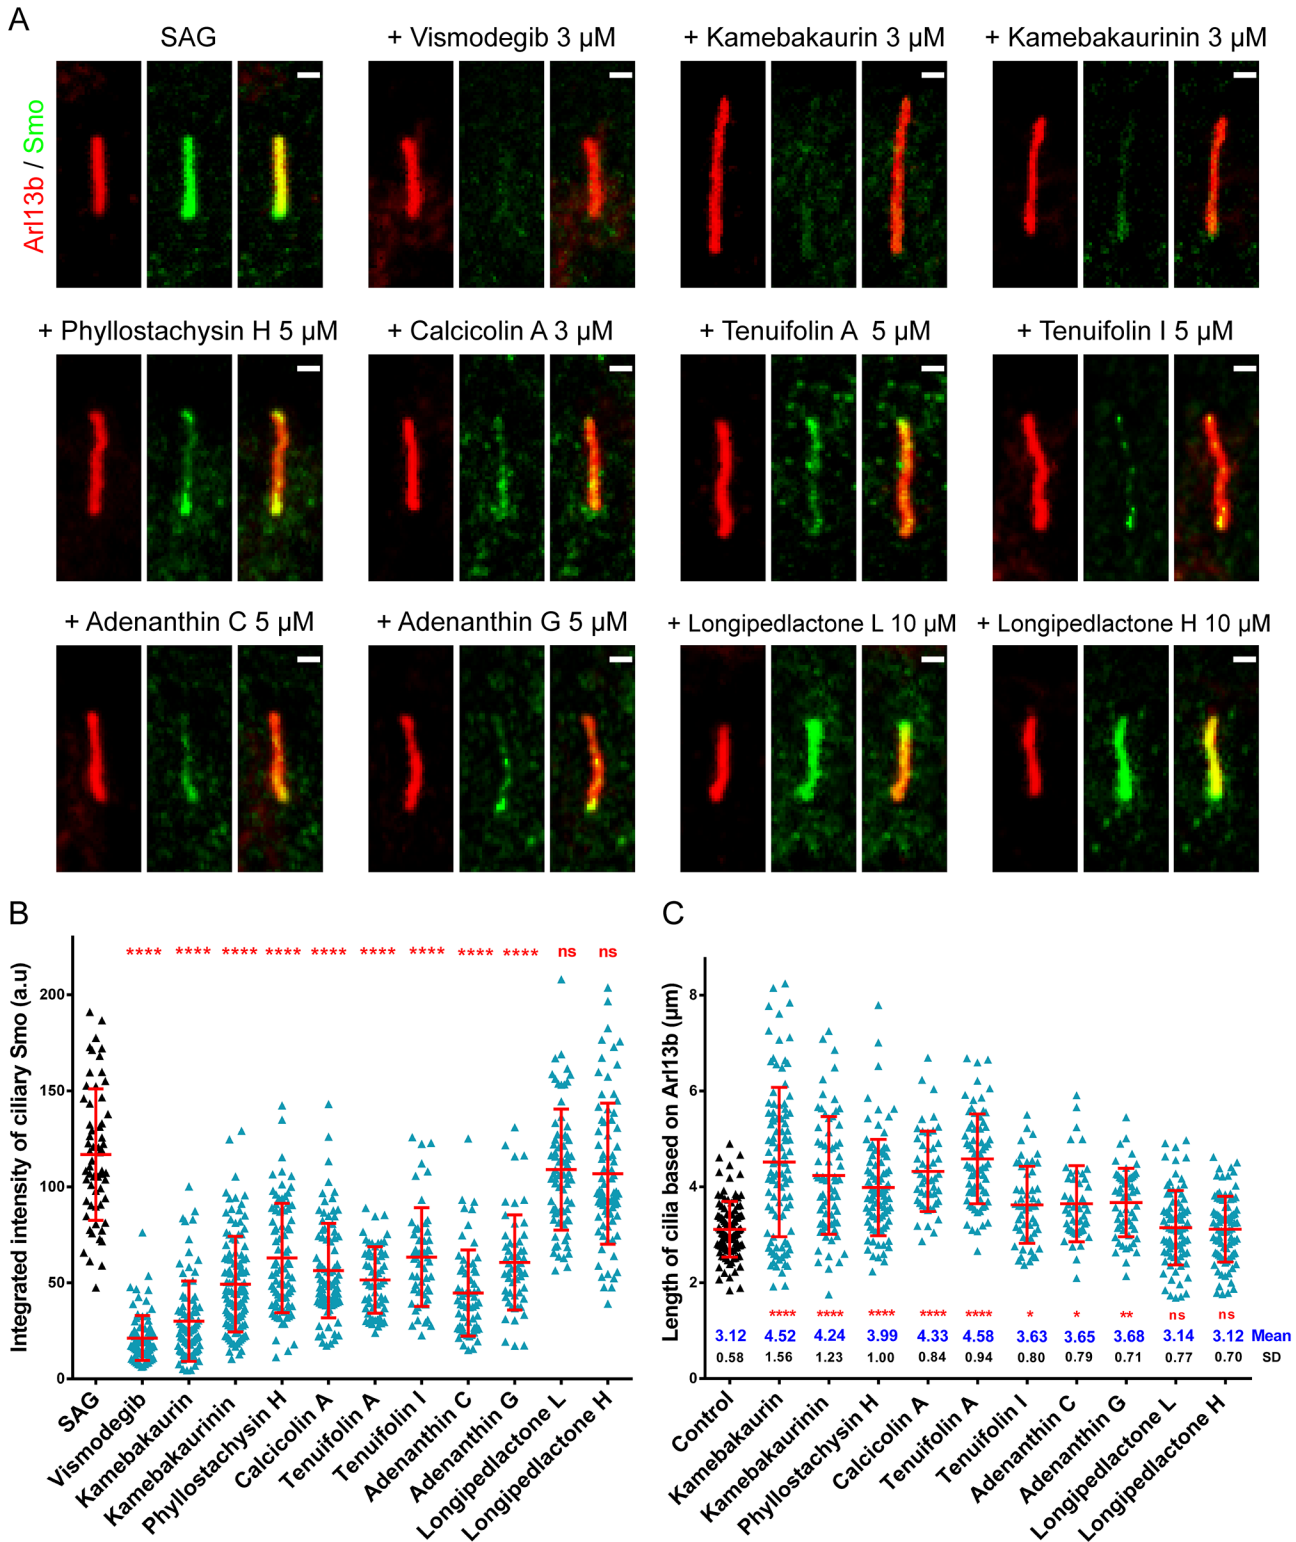 A
SAG
+ Vismodegib 3 µM
+ Kamebakaurin 3 µM
+ Kamebakaurinin 3 µM
Arl13b / Smo
+ Phyllostachysin H 5 µM
+ Calcicolin A 3 µM
+ Tenuifolin A 5 µM
+ Tenuifolin I 5 µM
+ Adenanthin C 5 µM
+ Adenanthin G 5 µM
+ Longipedlactone L 10 µM
+ Longipedlactone H 10 µM
B
Integrated intensity of ciliary Smo (a.u)
**** **** **** **** **** **** **** **** **** ns ns
200
150
100
50
0
SAG
Vismodegib
Kamebakaurin
Kamebakaurinin
Phyllostachysin H
Calcicolin A
Tenuifolin A
Tenuifolin I
Adenanthin C
Adenanthin G
Longipedlactone L
Longipedlactone H
C
Length of cilia based on Arl13b (µm)
8
6
4
2
0
**** **** **** **** **** * * ** ns ns
3.12 4.52 4.24 3.99 4.33 4.58 3.63 3.65 3.68 3.14 3.12 Mean
0.58 1.56 1.23 1.00 0.84 0.94 0.80 0.79 0.71 0.77 0.70 SD
Control
Kamebakaurin
Kamebakaurinin
Phyllostachysin H
Calcicolin A
Tenuifolin A
Tenuifolin I
Adenanthin C
Adenanthin G
Longipedlactone L
Longipedlactone H